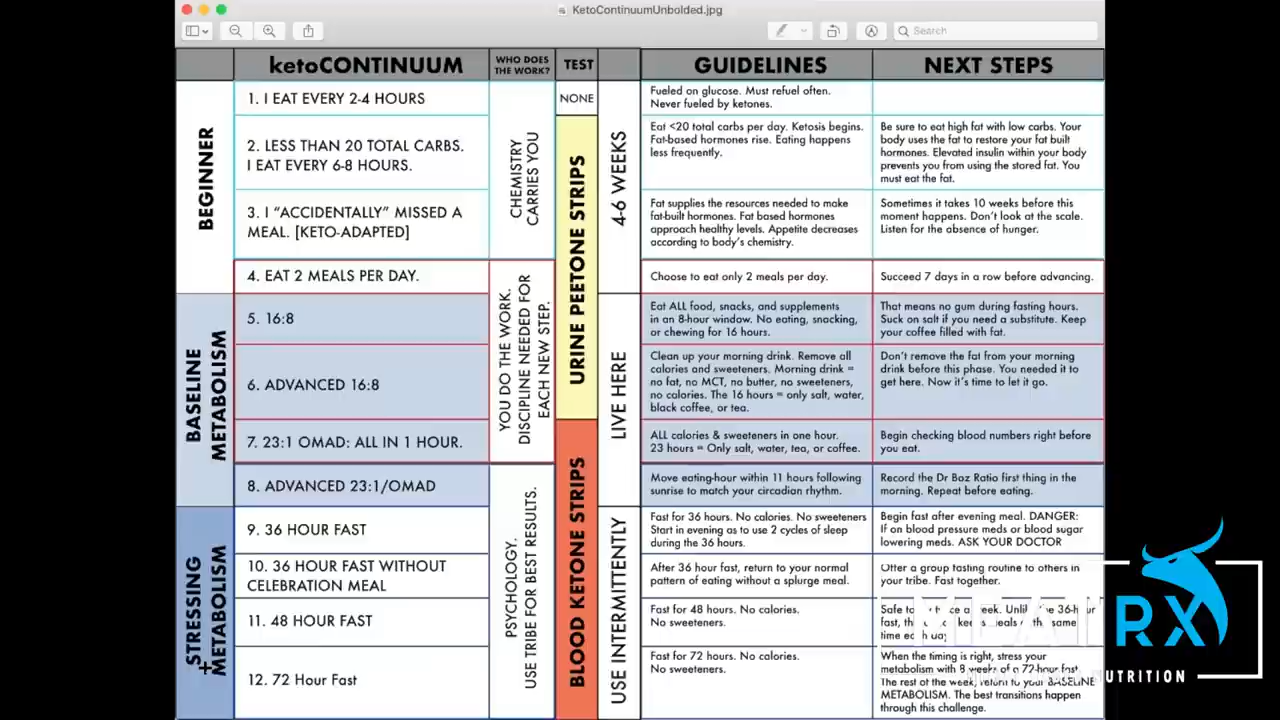 KetoContinuumUnbolded.jpg
Search
ketoCONTINUUM
WHO DOES
THE WORK?
TEST
GUIDELINES
NEXT STEPS
BEGINNER
1. I EAT EVERY 2-4 HOURS
NONE
Fueled on glucose. Must refuel often.
Never fueled by ketones.
2. LESS THAN 20 TOTAL CARBS.
I EAT EVERY 6-8 HOURS.
CHEMISTRY
CARRIES YOU
URINE PEETONE STRIPS
4-6 WEEKS
Eat <20 total carbs per day. Ketosis begins.
Fat-based hormones rise. Eating happens
less frequently.
Be sure to eat high fat with low carbs. Your
body uses the fat to restore your fat built
hormones. Elevated insulin within your body
prevents you from using the stored fat. You
must eat the fat.
3. I “ACCIDENTALLY” MISSED A
MEAL. [KETO-ADAPTED]
Fat supplies the resources needed to make
fat-built hormones. Fat based hormones
approach healthy levels. Appetite decreases
according to body's chemistry.
Sometimes it takes 10 weeks before this
moment happens. Don't look at the scale.
Listen for the absence of hunger.
4. EAT 2 MEALS PER DAY.
YOU DO THE WORK.
DISCIPLINE NEEDED FOR
EACH NEW STEP.
Choose to eat only 2 meals per day.
Succeed 7 days in a row before advancing.
BASELINE
METABOLISM
5. 16:8
LIVE HERE
Eat ALL food, snacks, and supplements
in an 8-hour window. No eating, snacking,
or chewing for 16 hours.
That means no gum during fasting hours.
Suck on salt if you need a substitute. Keep
your coffee filled with fat.
6. ADVANCED 16:8
Clean up your morning drink. Remove all
calories and sweeteners. Morning drink =
no fat, no MCT, no butter, no sweeteners,
no calories. The 16 hours = only salt, water,
black coffee, or tea.
Don't remove the fat from your morning
drink before this phase. You needed it to
get here. Now it's time to let it go.
7. 23:1 OMAD: ALL IN 1 HOUR.
BLOOD KETONE STRIPS
ALL calories & sweeteners in one hour.
23 hours = Only salt, water, tea, or coffee.
Begin checking blood numbers right before
you eat.
8. ADVANCED 23:1/OMAD
PSYCHOLOGY.
USE TRIBE FOR BEST RESULTS.
Move eating-hour within 11 hours following
sunrise to match your circadian rhythm.
Record the Dr Boz Ratio first thing in the
morning. Repeat before eating.
STRESSING
METABOLISM
9. 36 HOUR FAST
USE INTERMITTENTLY
Fast for 36 hours. No calories. No sweeteners
Start in evening as to use 2 cycles of sleep
during the 36 hours.
Begin fast after evening meal. DANGER:
If on blood pressure meds or blood sugar
lowering meds. ASK YOUR DOCTOR
10. 36 HOUR FAST WITHOUT
CELEBRATION MEAL
After 36 hour fast, return to your normal
pattern of eating without a splurge meal.
Offer a group fasting routine to others in
your tribe. Fast together.
11. 48 HOUR FAST
Fast for 48 hours. No calories.
No sweeteners.
Safe to a week. Unlike the 36-hour
fast, meals the same
time each day
12. 72 Hour Fast
Fast for 72 hours. No calories.
No sweeteners.
When the timing is right, stress your
metabolism with 8 weeks of a 72-hour fast
The rest of the week, return to your BASELINE
METABOLISM. The best transitions happen
through this challenge.
RX
NUTRITION